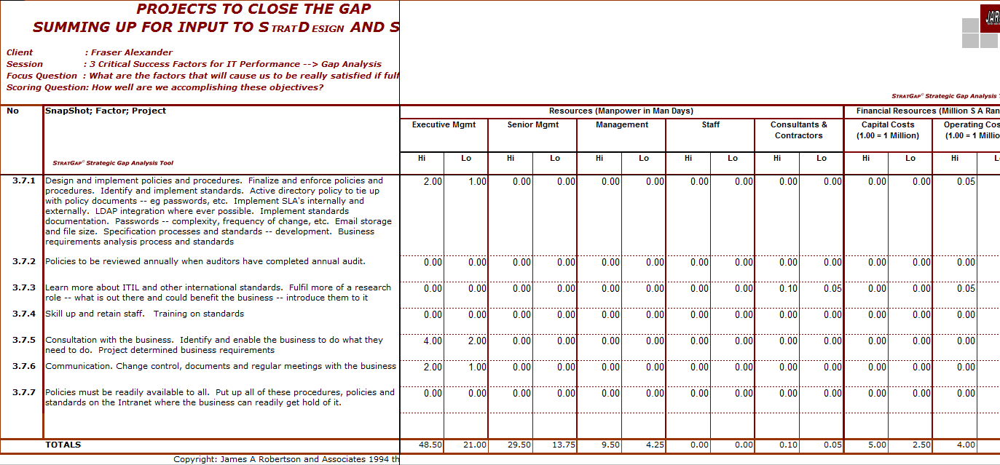 PROJECTS TO CLOSE THE GAP
SUMMING UP FOR INPUT TO STRATDESIGN AND S
JAR
Client : Fraser Alexander
Session : 3 Critical Success Factors for IT Performance --> Gap Analysis
Focus Question : What are the factors that will cause us to be really satisfied if fulf
Scoring Question: How well are we accomplishing these objectives?
STRATGAP© Strategic Gap Analysis T
No SnapShot; Factor; Project Resources (Manpower in Man Days) Financial Resources (Million S A Ran
Executive Mgmt Senior Mgmt Management Staff Consultants & Capital Costs Operating Cos
Contractors (1.00 = 1 Million) (1.00 = 1 Millio
STRATGAP© Strategic Gap Analysis Tool Hi Lo Hi Lo Hi Lo Hi Lo Hi Lo Hi Lo Hi L
3.7.1 Design and implement policies and procedures. Finalize and enforce policies and 2.00 1.00 0.00 0.00 0.00 0.00 0.00 0.00 0.00 0.00 0.00 0.00 0.05
procedures. Identify and implement standards. Active directory policy to tie up
with policy documents -- eg passwords, etc. Implement SLA's internally and
externally. LDAP integration where ever possible. Implement standards
documentation. Passwords -- complexity, frequency of change, etc. Email storage
and file size. Specification processes and standards -- development. Business
requirements analysis process and standards
3.7.2 Policies to be reviewed annually when auditors have completed annual audit. 0.00 0.00 0.00 0.00 0.00 0.00 0.00 0.00 0.00 0.00 0.00 0.00 0.00
3.7.3 Learn more about ITIL and other international standards. Fulfil more of a research 0.00 0.00 0.00 0.00 0.00 0.00 0.00 0.00 0.10 0.05 0.00 0.00 0.05
role -- what is out there and could benefit the business -- introduce them to it
3.7.4 Skill up and retain staff. Training on standards 0.00 0.00 0.00 0.00 0.00 0.00 0.00 0.00 0.00 0.00 0.00 0.00 0.00
3.7.5 Consultation with the business. Identify and enable the business to do what they 4.00 2.00 0.00 0.00 0.00 0.00 0.00 0.00 0.00 0.00 0.00 0.00 0.00
need to do. Project determined business requirements
3.7.6 Communication. Change control, documents and regular meetings with the business 2.00 1.00 0.00 0.00 0.00 0.00 0.00 0.00 0.00 0.00 0.00 0.00 0.00
3.7.7 Policies must be readily available to all. Put up all of these procedures, policies and 0.00 0.00 0.00 0.00 0.00 0.00 0.00 0.00 0.00 0.00 0.00 0.00 0.00
standards on the Intranet where the business can readily get hold of it.
TOTALS 48.50 21.00 29.50 13.75 9.50 4.25 0.00 0.00 0.10 0.05 5.00 2.50 4.00
Copyright: James A Robertson and Associates 1994 th